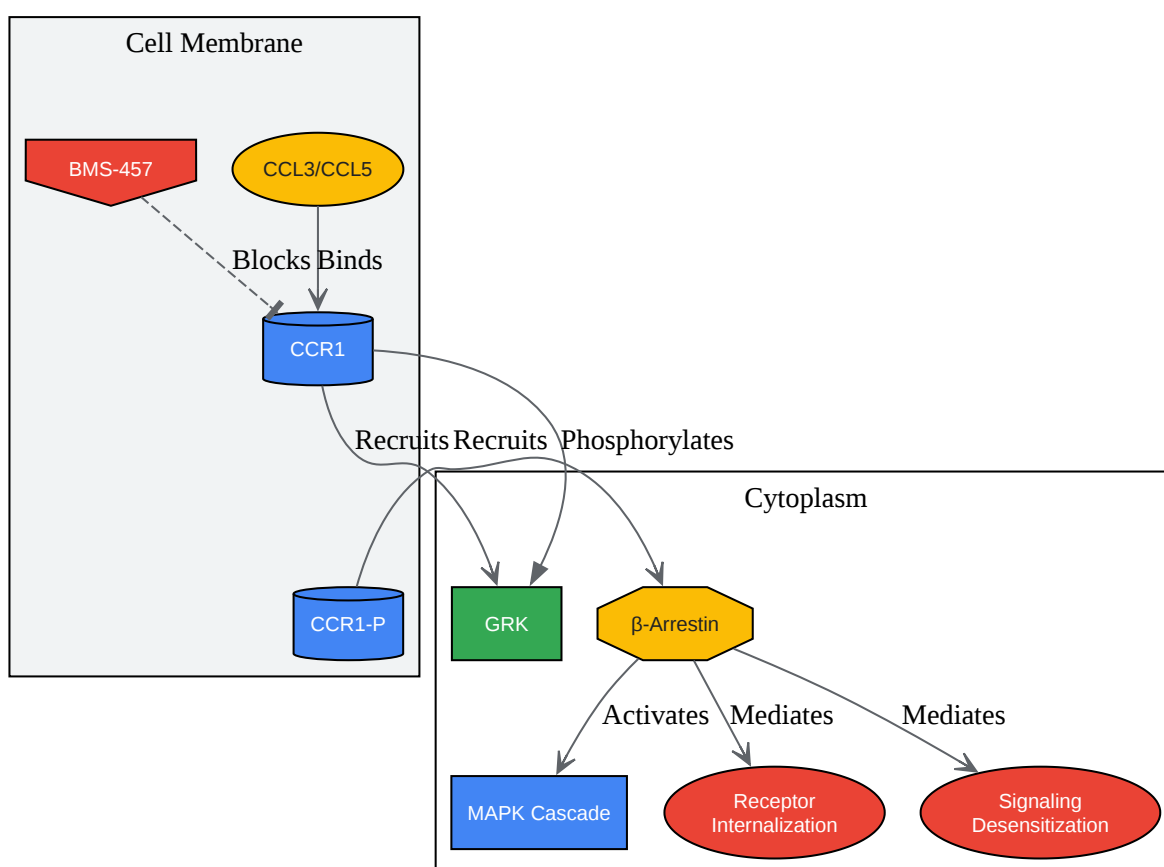 Cell Membrane
BMS-457
CCL3/CCL5
Blocks
Binds
CCR1
Recruits
Recruits
Phosphorylates
Cytoplasm
CCR1-P
GRK
β-Arrestin
Activates
Mediates
Mediates
MAPK Cascade
Receptor
Internalization
Signaling
Desensitization